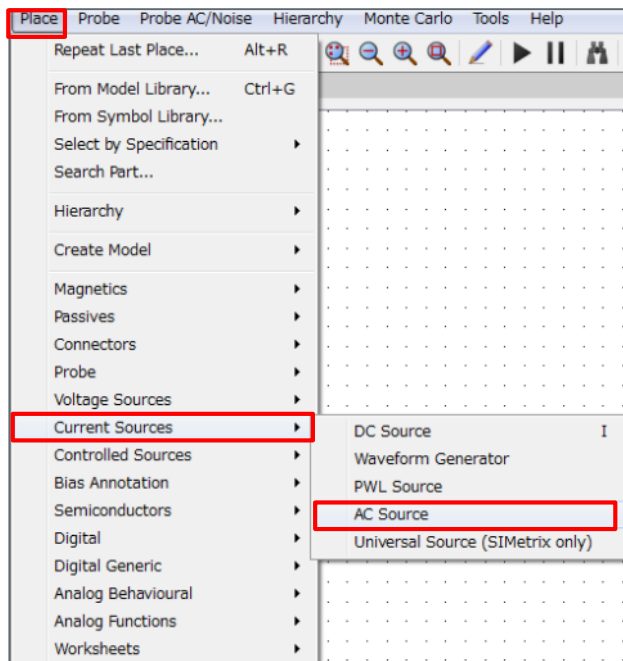 Place Probe Probe AC/Noise Hierarchy Monte Carlo Tools Help
Repeat Last Place... Alt+R
From Model Library... Ctrl+G
From Symbol Library...
Select by Specification
Search Part...
Hierarchy
Create Model
Magnetics
Passives
Connectors
Probe
Voltage Sources
Current Sources
Controlled Sources
Bias Annotation
Semiconductors
Digital
Digital Generic
Analog Behavioural
Analog Functions
Worksheets
DC Source I
Waveform Generator
PWL Source
AC Source
Universal Source (SIMetrix only)